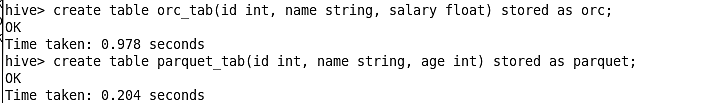 hive> create table orc_tab(id int, name string, salary float) stored as orc;
OK
Time taken: 0.978 seconds
hive> create table parquet_tab(id int, name string, age int) stored as parquet;
OK
Time taken: 0.204 seconds